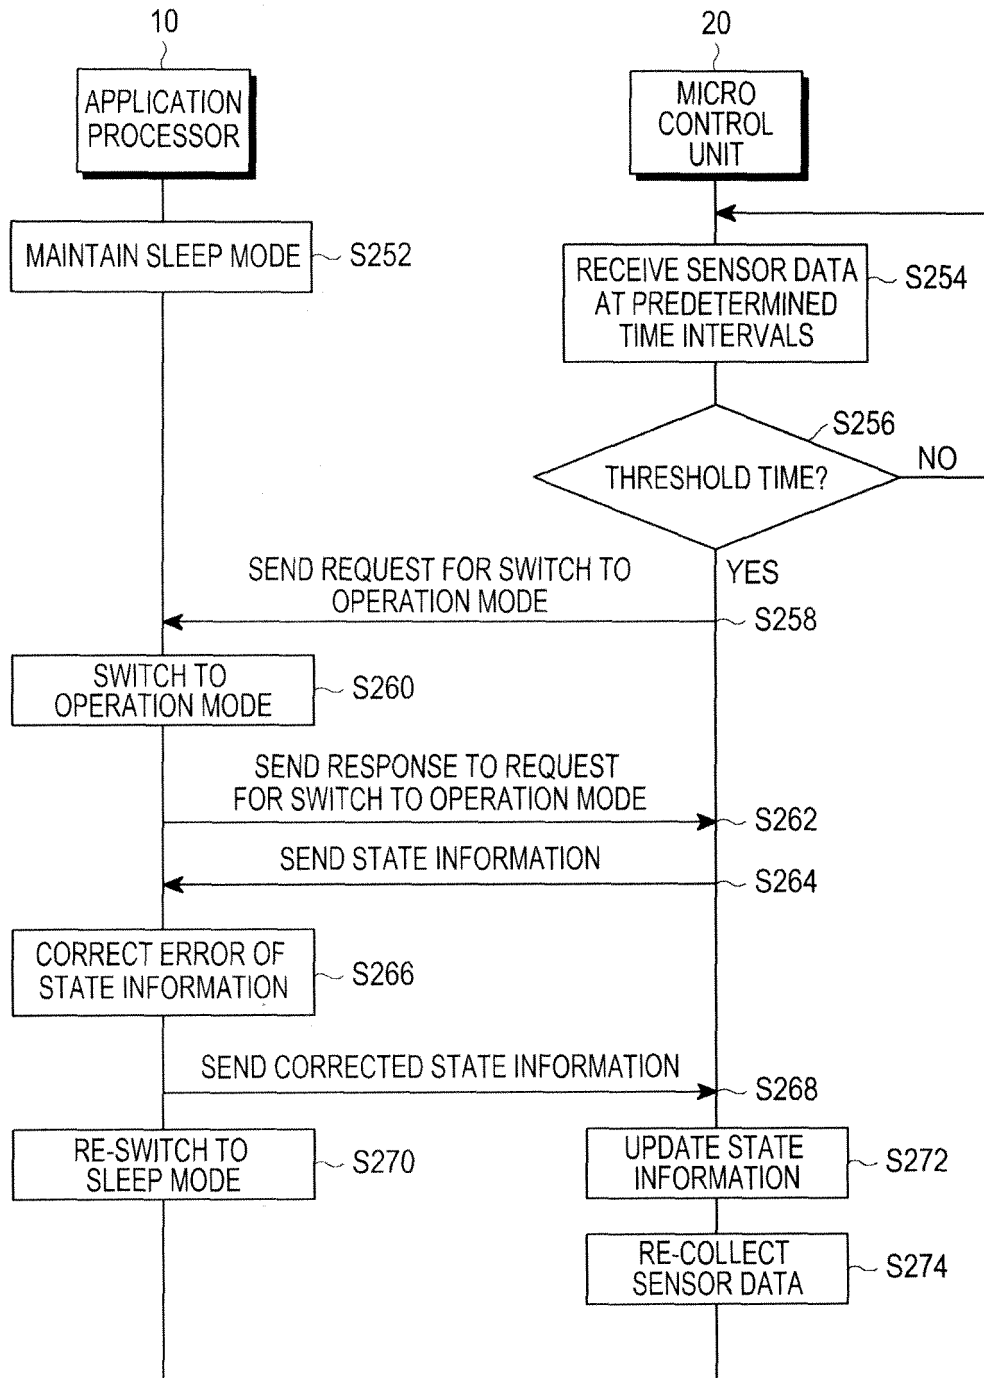 10
20
APPLICATION
PROCESSOR
MICRO
CONTROL
UNIT
MAINTAIN SLEEP MODE
S252
RECEIVE SENSOR DATA
AT PREDETERMINED
TIME INTERVALS
S254
S256
THRESHOLD TIME?
NO
YES
SEND REQUEST FOR SWITCH TO
OPERATION MODE
S258
SWITCH TO
OPERATION MODE
S260
SEND RESPONSE TO REQUEST
FOR SWITCH TO OPERATION MODE
S262
SEND STATE INFORMATION
S264
CORRECT ERROR OF
STATE INFORMATION
S266
SEND CORRECTED STATE INFORMATION
S268
RE-SWITCH TO
SLEEP MODE
S270
UPDATE STATE
INFORMATION
S272
RE-COLLECT
SENSOR DATA
S274